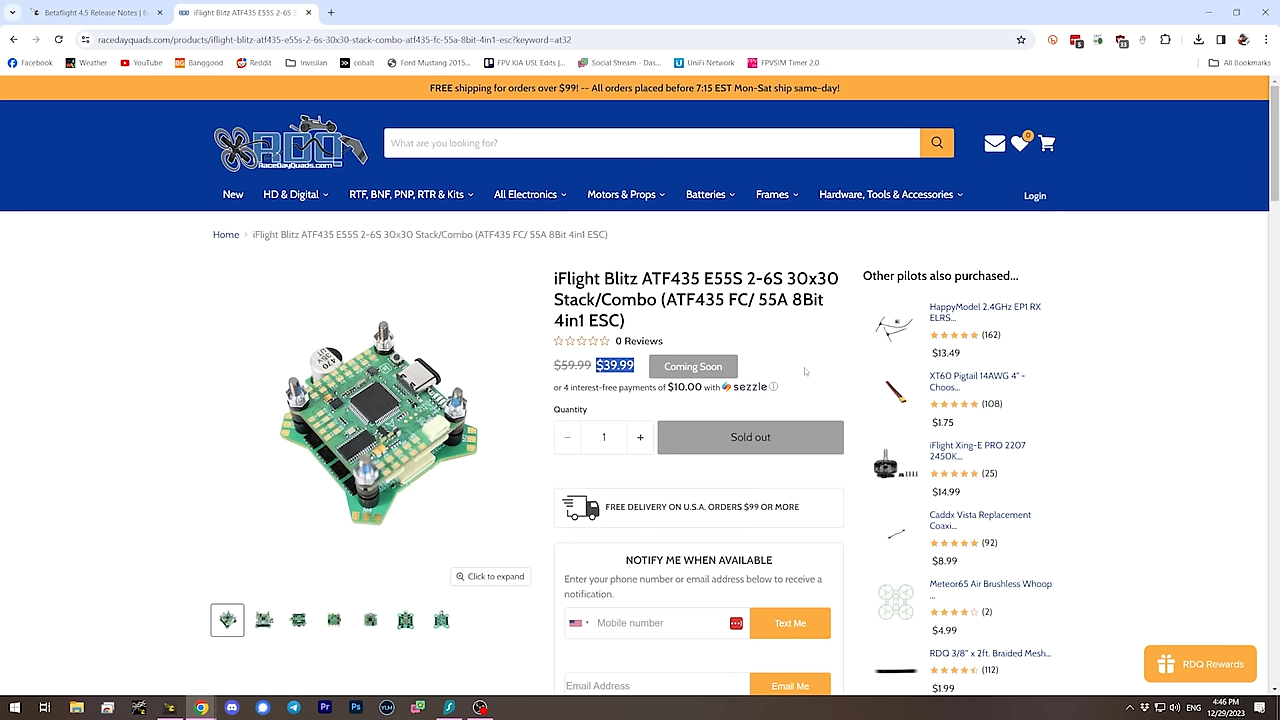 Betaflight 4.5 Release Notes | B
iFlight Blitz ATF435 E55S 2-6S 3
racedayquads.com/products/iflight-blitz-atf435-e55s-2-6s-30x30-stack-combo-atf435-fc-55a-8bit-4in1-esc?keyword=at32
Facebook
Weather
YouTube
Banggood
Reddit
Invisilan
cobalt
Ford Mustang 2015...
FPV KIA USL Edits |...
Social Stream - Das...
UniFi Network
FPVSIM Timer 2.0
All Bookmarks
FREE shipping for orders over $99! -- All orders placed before 7:15 EST Mon-Sat ship same-day!
RDQ
RaceDayQuads.com
What are you looking for?
0
New
HD & Digital
RTF, BNF, PNP, RTR & Kits
All Electronics
Motors & Props
Batteries
Frames
Hardware, Tools & Accessories
Login
Home › iFlight Blitz ATF435 E55S 2-6S 30x30 Stack/Combo (ATF435 FC/ 55A 8Bit 4in1 ESC)
iFlight Blitz ATF435 E55S 2-6S 30x30
Stack/Combo (ATF435 FC/ 55A 8Bit
4in1 ESC)
0 Reviews
$59.99 $39.99 Coming Soon
or 4 interest-free payments of $10.00 with sezzle
Quantity
− 1 +
Sold out
FREE DELIVERY ON U.S.A. ORDERS $99 OR MORE
NOTIFY ME WHEN AVAILABLE
Enter your phone number or email address below to receive a
notification.
Mobile number
Text Me
Email Address
Email Me
Click to expand
Other pilots also purchased...
HappyModel 2.4GHz EP1 RX
ELRS...
(162)
$13.49
XT60 Pigtail 14AWG 4" -
Choos...
(108)
$1.75
iFlight Xing-E PRO 2207
2450K...
(25)
$14.99
Caddx Vista Replacement
Coaxi...
(92)
$8.99
Meteor65 Air Brushless Whoop
...
(2)
$4.99
RDQ 3/8" x 2ft. Braided Mesh...
(112)
$1.99
RDQ Rewards
ENG
4:46 PM
12/29/2023